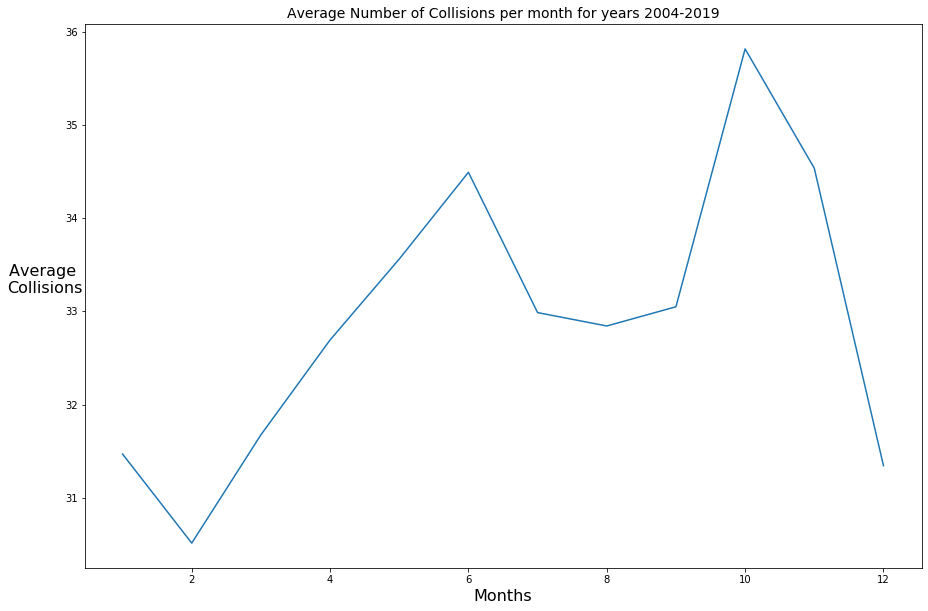 Average Number of Collisions per month for years 2004-2019
36
35
34
33
32
31
Average
Collisions
2 4 6 8 10 12
Months